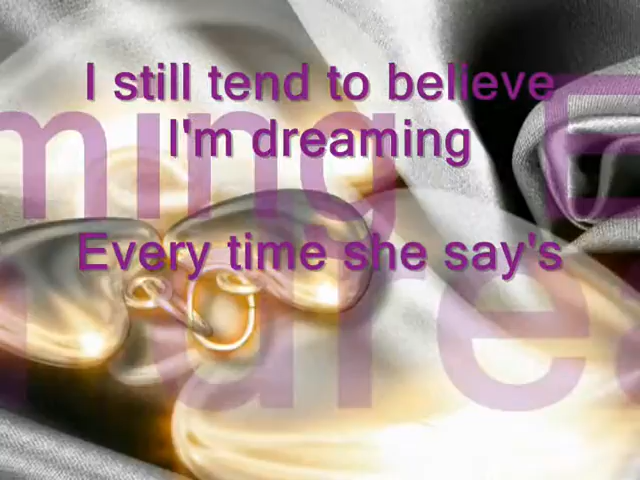 I still tend to believe
I'm dreaming
Every time she say's